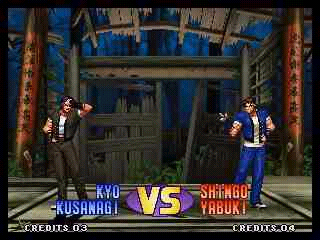 KYO
KUSANAGI
VS
SHINGO
YABUKI
CREDITS 03
CREDITS 04